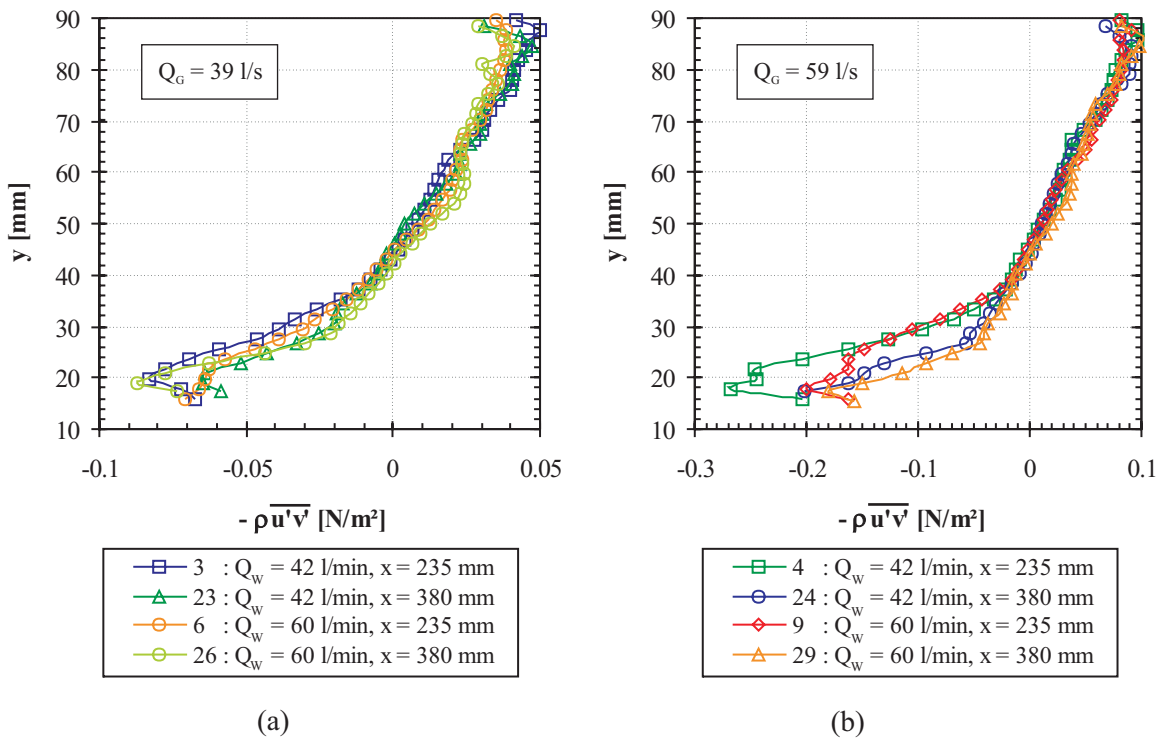 90
80
70
60
50
40
30
20
10
y [mm]
Q_G = 39 l/s
-0.1
-0.05
0
0.05
- ρu'v' [N/m²]
3 : Q_W = 42 l/min, x = 235 mm
23 : Q_W = 42 l/min, x = 380 mm
6 : Q_W = 60 l/min, x = 235 mm
26 : Q_W = 60 l/min, x = 380 mm
(a)
90
80
70
60
50
40
30
20
10
y [mm]
Q_G = 59 l/s
-0.3
-0.2
-0.1
0
0.1
- ρu'v' [N/m²]
4 : Q_W = 42 l/min, x = 235 mm
24 : Q_W = 42 l/min, x = 380 mm
9 : Q_W = 60 l/min, x = 235 mm
29 : Q_W = 60 l/min, x = 380 mm
(b)